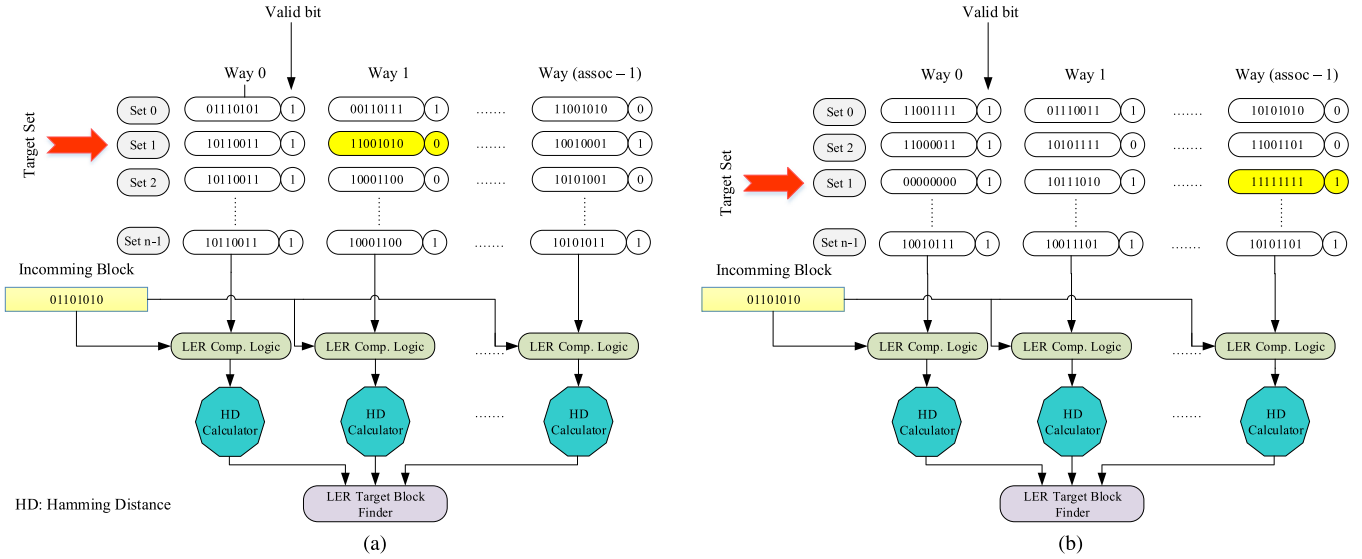 Valid bit
Way 0 Way 1 Way (assoc – 1)
Target Set
Set 0 01110101 1 00110111 1 ....... 11001010 0
Set 1 10110011 1 11001010 0 ....... 10010001 1
Set 2 10110011 1 10001100 0 ....... 10101001 0
Set n-1 10110011 1 10001100 1 ....... 10101011 1
Incomming Block
01101010
LER Comp. Logic LER Comp. Logic ....... LER Comp. Logic
HD HD ....... HD
Calculator Calculator Calculator
LER Target Block
Finder
HD: Hamming Distance
(a)
Valid bit
Way 0 Way 1 Way (assoc – 1)
Target Set
Set 0 11001111 1 01110011 1 ....... 10101010 0
Set 2 11000011 1 10101111 0 ....... 11001101 0
Set 1 00000000 1 10111010 1 ....... 11111111 1
Set n-1 10010111 1 10011101 1 ....... 10101101 1
Incomming Block
01101010
LER Comp. Logic LER Comp. Logic ....... LER Comp. Logic
HD HD ....... HD
Calculator Calculator Calculator
LER Target Block
Finder
(b)